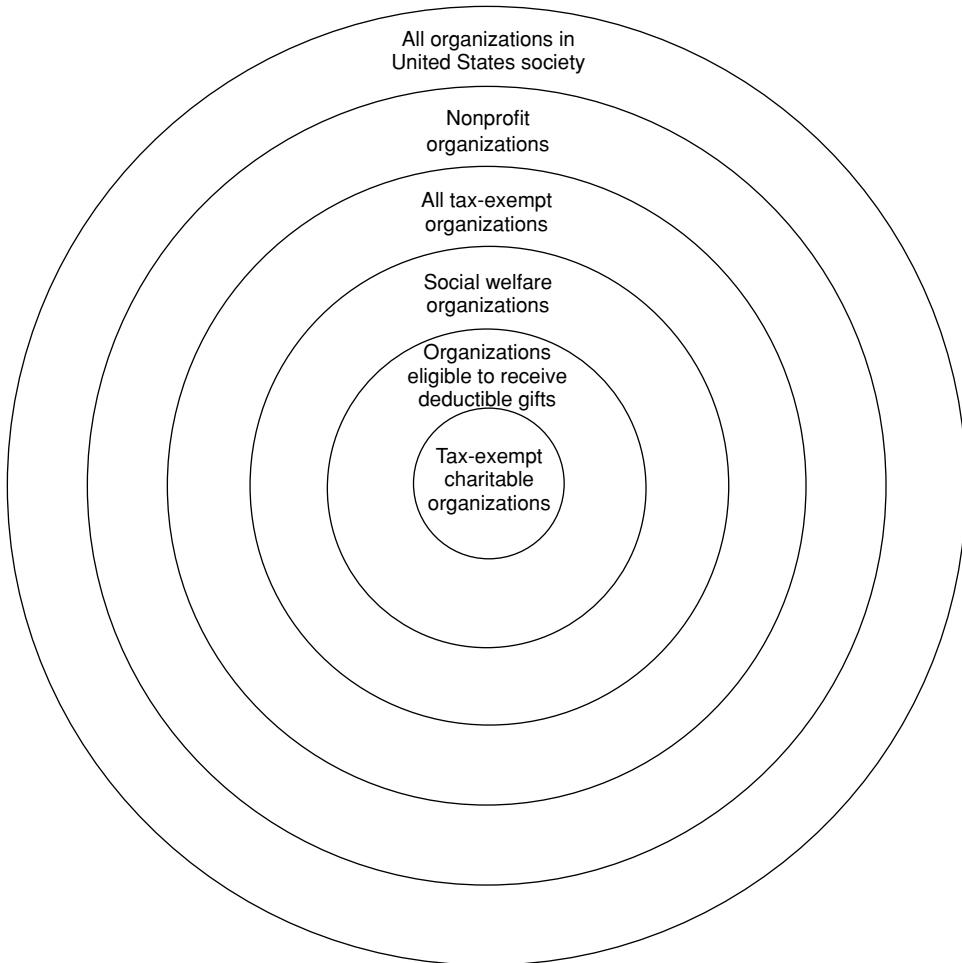 All organizations in
United States society
Nonprofit
organizations
All tax-exempt
organizations
Social welfare
organizations
Organizations
eligible to receive
deductible gifts
Tax-exempt
charitable
organizations